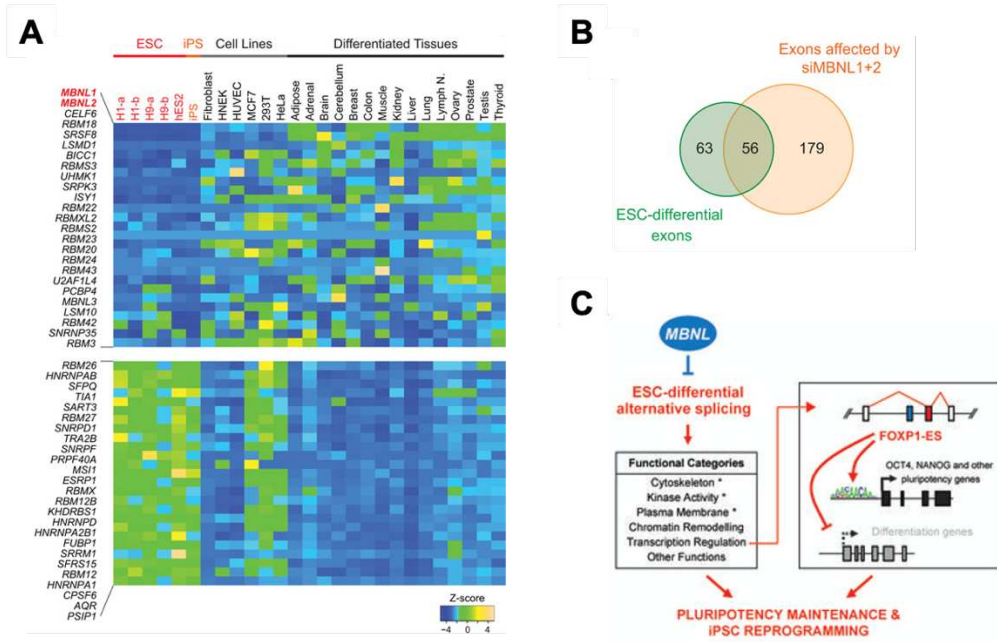 A
ESC
iPS
Cell Lines
Differentiated Tissues
H1-a
H1-b
H9-a
H9-b
hES2
iPS
Fibroblast
HNEK
HUVEC
MCF7
293T
HeLa
Adipose
Adrenal
Brain
Cerebellum
Breast
Colon
Muscle
Kidney
Liver
Lung
Lymph N.
Ovary
Prostate
Testis
Thyroid
MBNL1
MBNL2
CELF6
RBM18
SRSF8
LSMD1
BICC1
RBMS3
UHMK1
SRPK3
ISY1
RBM22
RBMXL2
RBMS2
RBM23
RBM20
RBM24
RBM43
U2AF1L4
PCBP4
MBNL3
LSM10
RBM42
SNRNP35
RBM3
RBM26
HNRNPAB
SFPQ
TIA1
SART3
RBM27
SNRPD1
TRA2B
SNRPF
PRPF40A
MSI1
ESRP1
RBMX
RBM12B
KHDRBS1
HNRNPD
HNRNPA2B1
FUBP1
SRRM1
SFRS15
RBM12
HNRNPA1
CPSF6
AQR
PSIP1
Z-score
−4 0 4
B
Exons affected by
siMBNL1+2
63 56 179
ESC-differential
exons
C
MBNL
ESC-differential
alternative splicing
Functional Categories
Cytoskeleton *
Kinase Activity *
Plasma Membrane *
Chromatin Remodelling
Transcription Regulation
Other Functions
FOXP1-ES
OCT4, NANOG and other
pluripotency genes
Differentiation genes
PLURIPOTENCY MAINTENANCE &
iPSC REPROGRAMMING